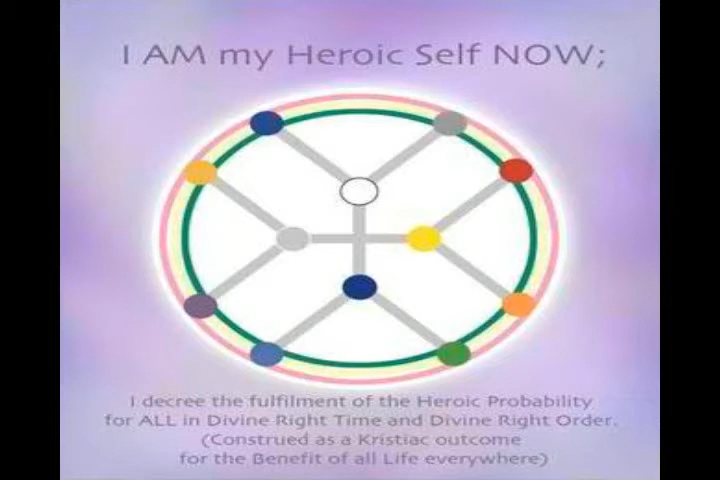 I AM my Heroic Self NOW;
I decree the fulfilment of the Heroic Probability
for ALL in Divine Right Time and Divine Right Order.
(Construed as a Kristiac outcome
for the Benefit of all Life everywhere)